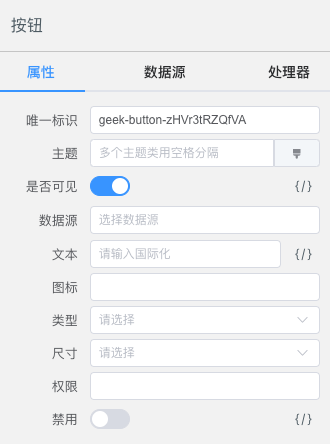 按钮
属性 数据源 处理器
唯一标识 geek-button-zHVr3tRZQfVA
主题 多个主题类用空格分隔
是否可见 {/}
数据源 选择数据源
文本 请输入国际化 {/}
图标
类型 请选择
尺寸 请选择
权限
禁用 {/}